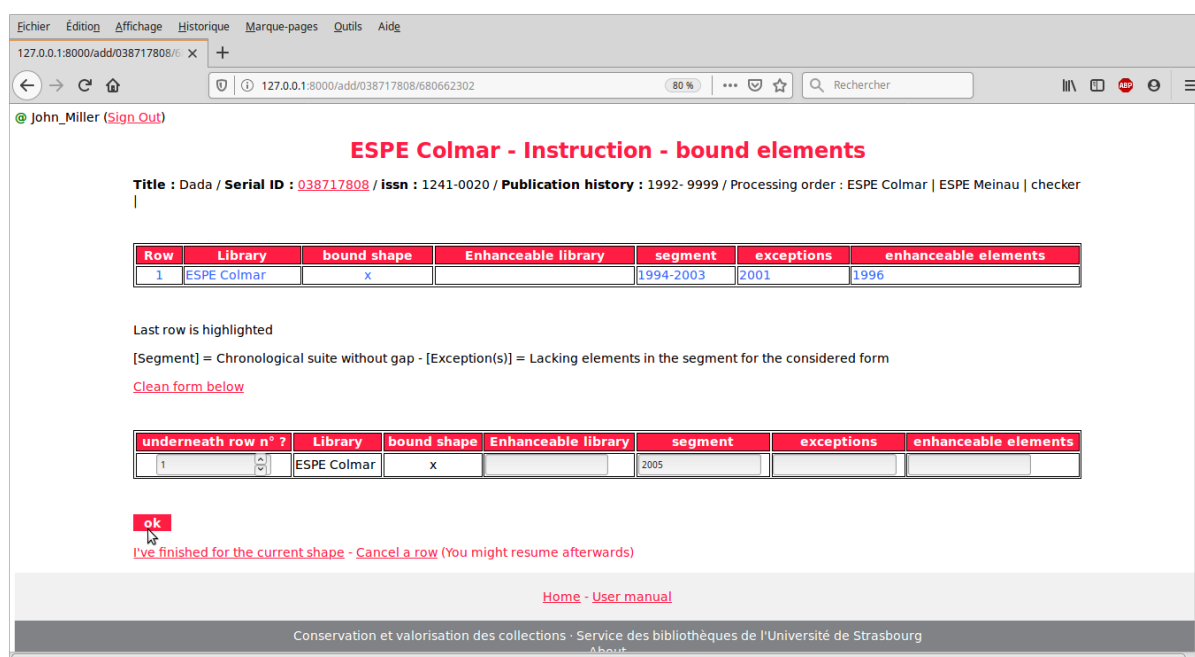 Fichier Édition Affichage Historique Marque-pages Outils Aide
127.0.0.1:8000/add/038717808/6 × +
127.0.0.1:8000/add/038717808/680662302 80 % ••• Rechercher ABP
@ John_Miller (Sign Out)
ESPE Colmar - Instruction - bound elements
Title : Dada / Serial ID : 038717808 / issn : 1241-0020 / Publication history : 1992- 9999 / Processing order : ESPE Colmar | ESPE Meinau | checker
|
Row Library bound shape Enhanceable library segment exceptions enhanceable elements
1 ESPE Colmar x 1994-2003 2001 1996
Last row is highlighted
[Segment] = Chronological suite without gap - [Exception(s)] = Lacking elements in the segment for the considered form
Clean form below
underneath row n° ? Library bound shape Enhanceable library segment exceptions enhanceable elements
1 ESPE Colmar x 2005
ok
I've finished for the current shape - Cancel a row (You might resume afterwards)
Home - User manual
Conservation et valorisation des collections · Service des bibliothèques de l'Université de Strasbourg
About